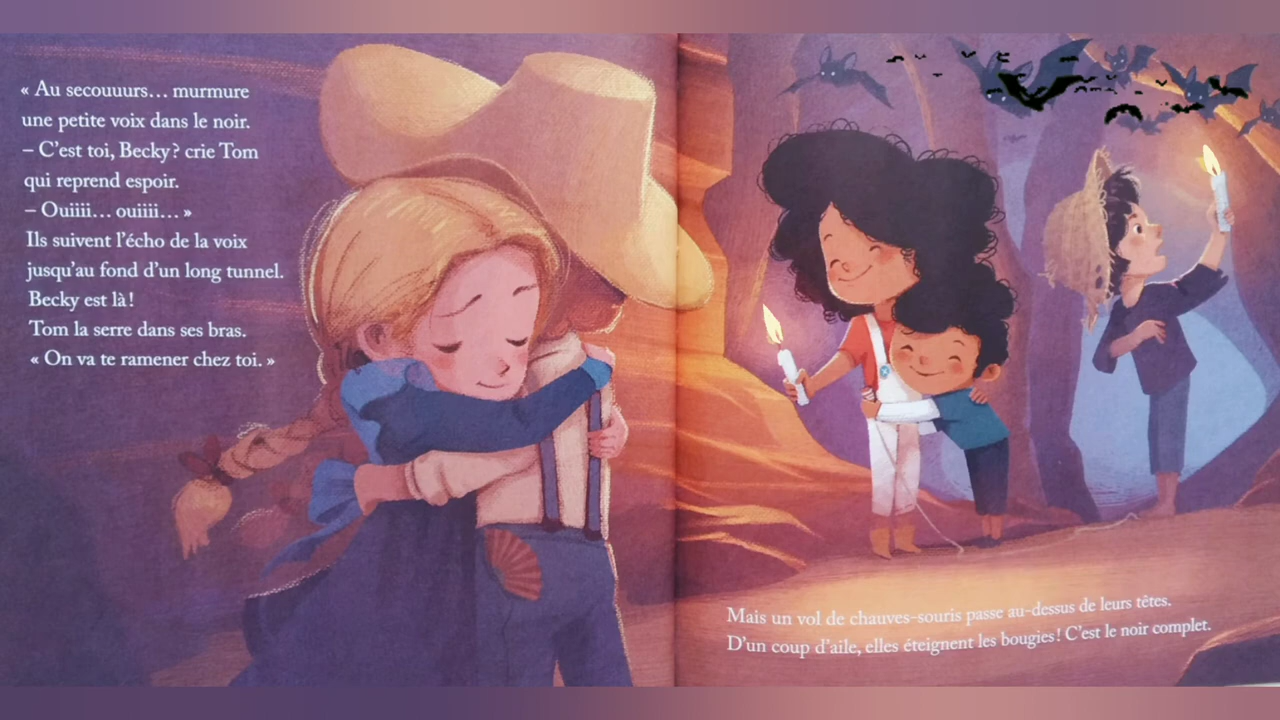 « Au secouuurs… murmure
une petite voix dans le noir.
– C’est toi, Becky ? crie Tom
qui reprend espoir.
– Ouiiii… ouiiii… »
Ils suivent l’écho de la voix
jusqu’au fond d’un long tunnel.
Becky est là !
Tom la serre dans ses bras.
« On va te ramener chez toi. »
Mais un vol de chauves-souris passe au-dessus de leurs têtes.
D’un coup d’aile, elles éteignent les bougies ! C’est le noir complet.